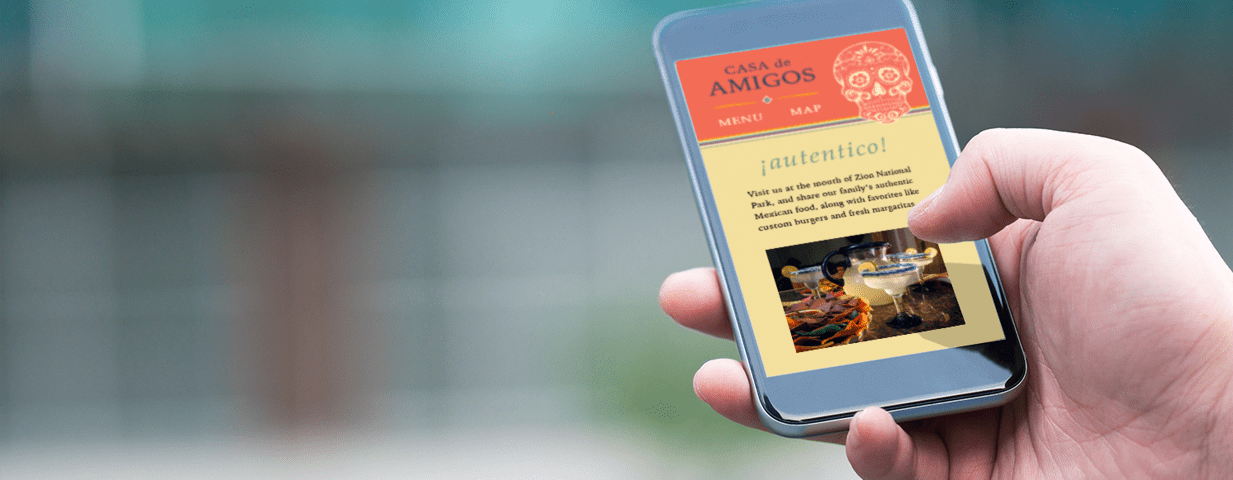 CASA de
AMIGOS
MENU MAP
¡autentico!
Visit us at the mouth of Zion National
Park, and share our family's authentic
Mexican food, along with favorites like
custom burgers and fresh margaritas